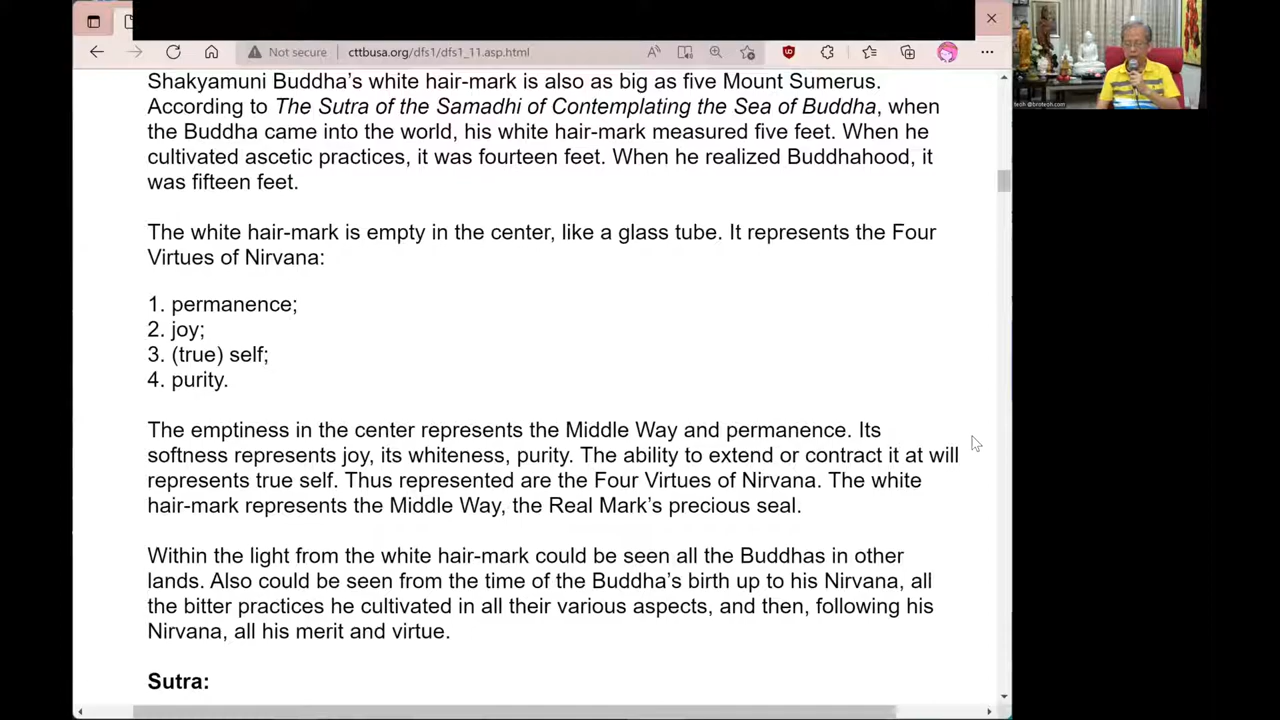 Not secure
cttbusa.org/dfs1/dfs1_11.asp.html
Shakyamuni Buddha’s white hair-mark is also as big as five Mount Sumerus.
According to The Sutra of the Samadhi of Contemplating the Sea of Buddha, when
the Buddha came into the world, his white hair-mark measured five feet. When he
cultivated ascetic practices, it was fourteen feet. When he realized Buddhahood, it
was fifteen feet.
The white hair-mark is empty in the center, like a glass tube. It represents the Four
Virtues of Nirvana:
1. permanence;
2. joy;
3. (true) self;
4. purity.
The emptiness in the center represents the Middle Way and permanence. Its
softness represents joy, its whiteness, purity. The ability to extend or contract it at will
represents true self. Thus represented are the Four Virtues of Nirvana. The white
hair-mark represents the Middle Way, the Real Mark’s precious seal.
Within the light from the white hair-mark could be seen all the Buddhas in other
lands. Also could be seen from the time of the Buddha’s birth up to his Nirvana, all
the bitter practices he cultivated in all their various aspects, and then, following his
Nirvana, all his merit and virtue.
Sutra: